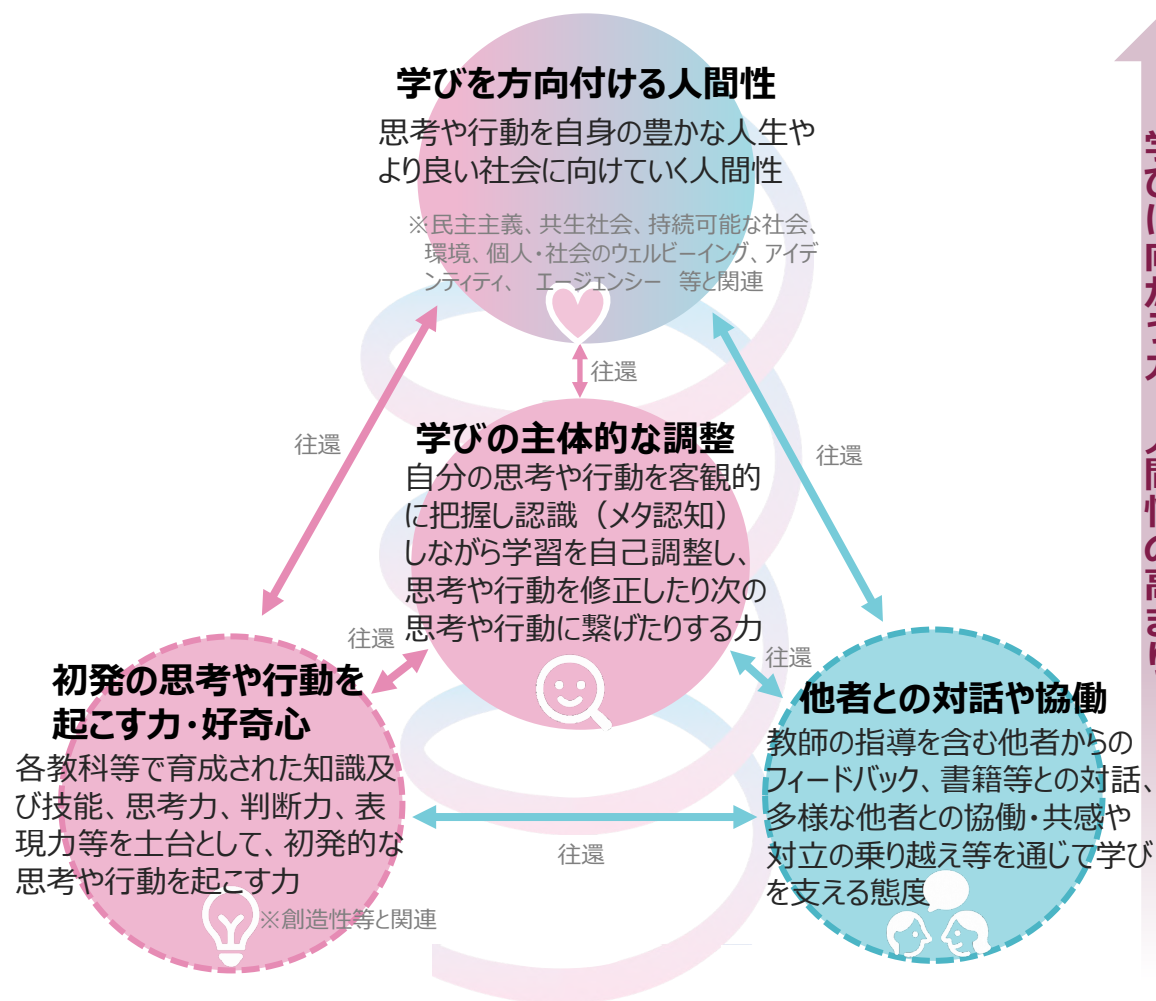 学びを方向付ける人間性
思考や行動を自身の豊かな人生や
より良い社会に向けていく人間性
※民主主義、共生社会、持続可能な社会、
環境、個人・社会のウェルビーイング、アイデ
ンティティ、　エージェンシー　等と関連
往還
往還
往還
学びの主体的な調整
自分の思考や行動を客観的
に把握し認識（メタ認知）
しながら学習を自己調整し、
思考や行動を修正したり次の
思考や行動に繋げたりする力
往還
往還
初発の思考や行動を
起こす力・好奇心
各教科等で育成された知識及
び技能、思考力、判断力、表
現力等を土台として、初発的な
思考や行動を起こす力
※創造性等と関連
往還
他者との対話や協働
教師の指導を含む他者からの
フィードバック、書籍等との対話、
多様な他者との協働・共感や
対立の乗り越え等を通じて学び
を支える態度
学びに向かう力　人間性の高まり